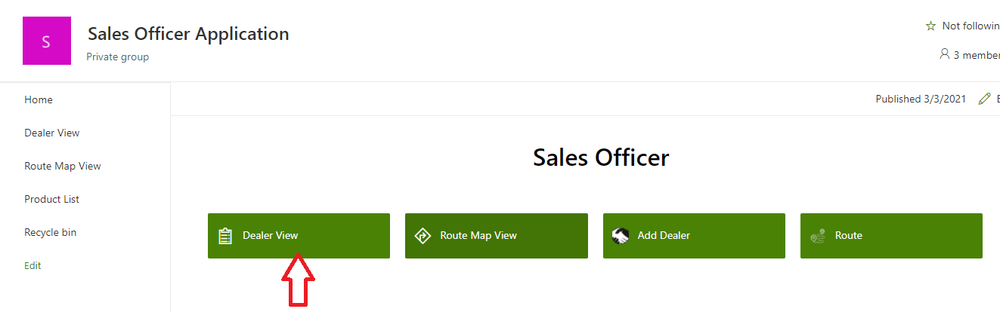 S
Sales Officer Application
Private group
Not followin
3 member
Home
Dealer View
Route Map View
Product List
Recycle bin
Edit
Published 3/3/2021
E
Sales Officer
Dealer View
Route Map View
Add Dealer
Route